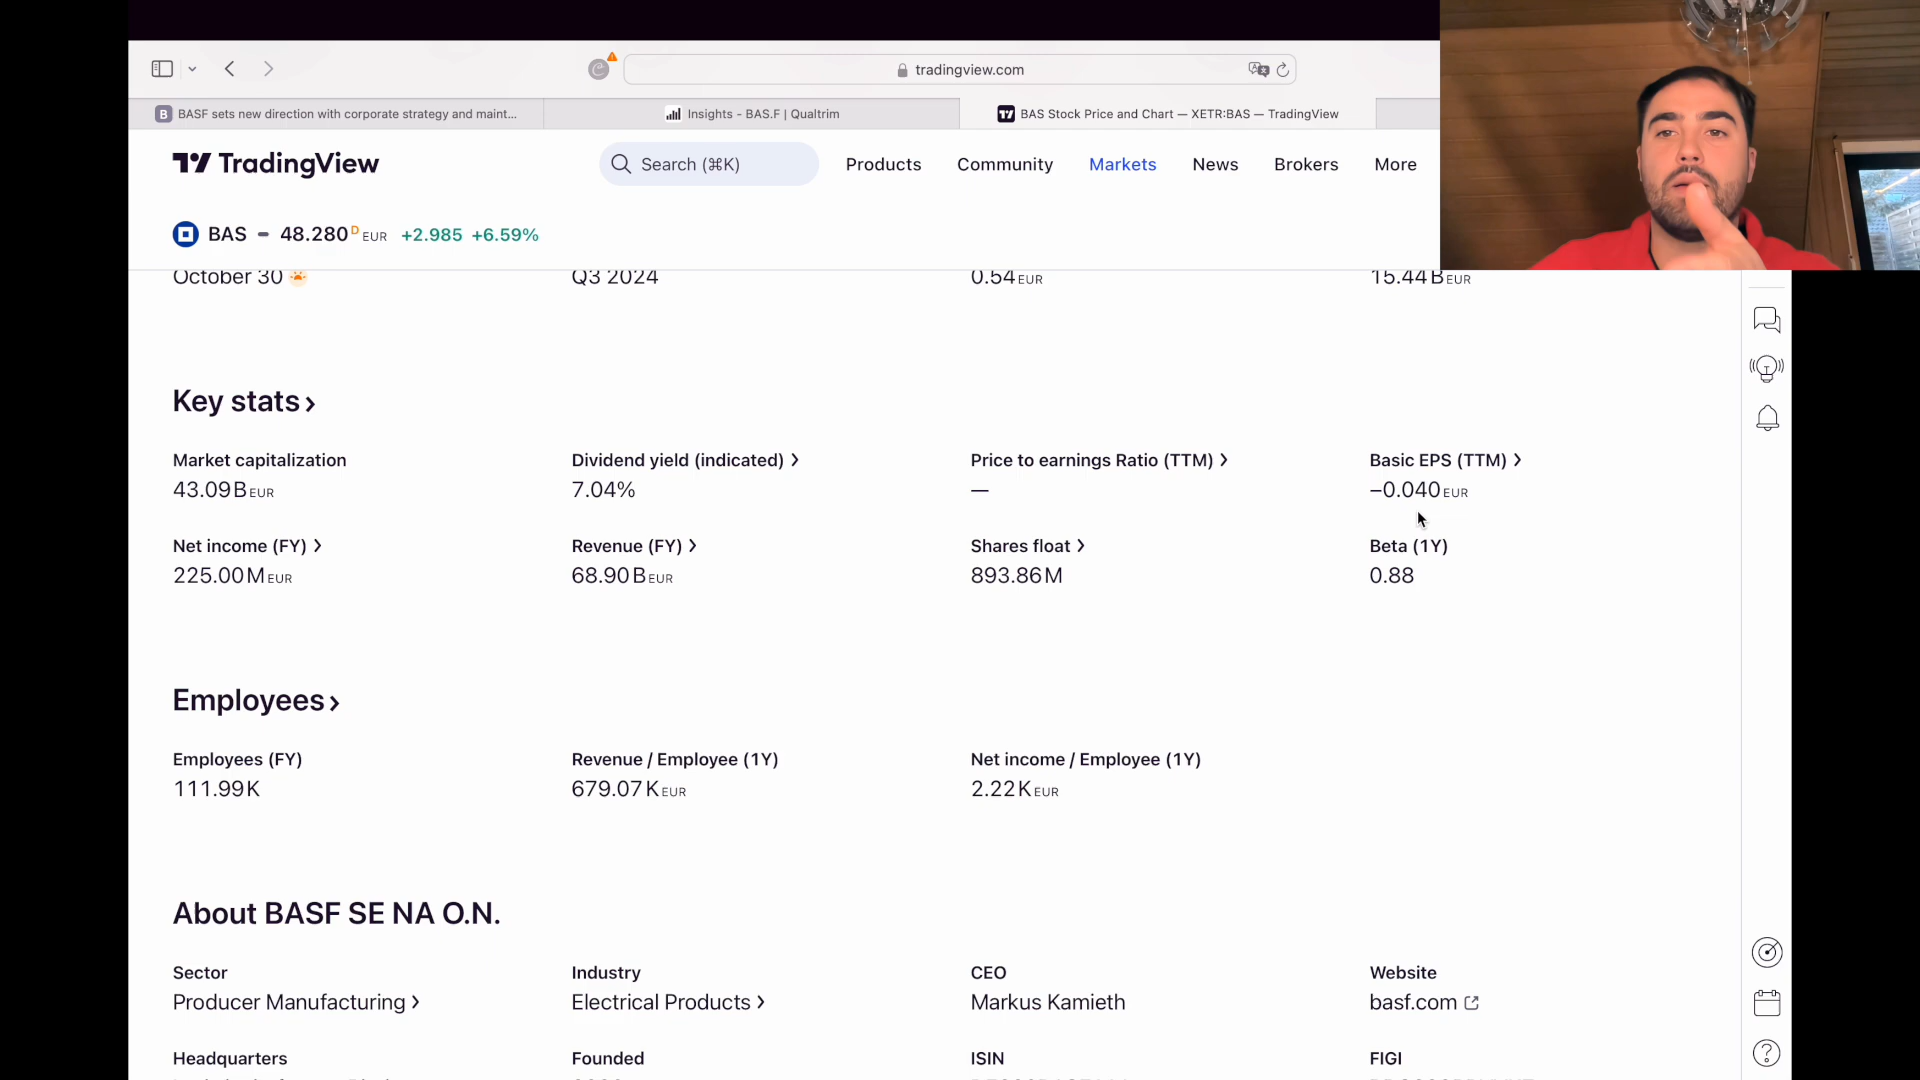 tradingview.com
BASF sets new direction with corporate strategy and maint...
Insights - BAS.F | Qualtrim
BAS Stock Price and Chart — XETR:BAS — TradingView
TradingView
Search (⌘K)
Products
Community
Markets
News
Brokers
More
BAS
48.280 D EUR +2.985 +6.59%
October 30
Q3 2024
0.54 EUR
15.44 B EUR
Key stats
Market capitalization
43.09 B EUR
Dividend yield (indicated)
7.04%
Price to earnings Ratio (TTM)
—
Basic EPS (TTM)
−0.040 EUR
Net income (FY)
225.00 M EUR
Revenue (FY)
68.90 B EUR
Shares float
893.86 M
Beta (1Y)
0.88
Employees
Employees (FY)
111.99 K
Revenue / Employee (1Y)
679.07 K EUR
Net income / Employee (1Y)
2.22 K EUR
About BASF SE NA O.N.
Sector
Producer Manufacturing
Industry
Electrical Products
CEO
Markus Kamieth
Website
basf.com
Headquarters
Founded
ISIN
FIGI